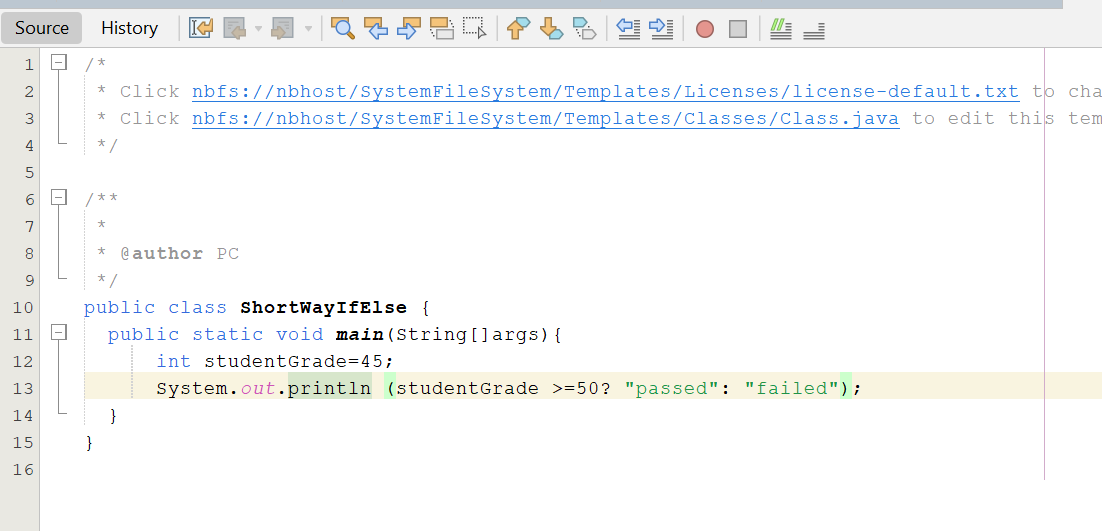 Source History
1 /*
2 * Click nbfs://nbhost/SystemFileSystem/Templates/Licenses/license-default.txt to cha
3 * Click nbfs://nbhost/SystemFileSystem/Templates/Classes/Class.java to edit this tem
4 */
5
6 /**
7 *
8 * @author PC
9 */
10 public class ShortWayIfElse {
11 public static void main(String[]args){
12 int studentGrade=45;
13 System.out.println (studentGrade >=50? "passed": "failed");
14 }
15 }
16